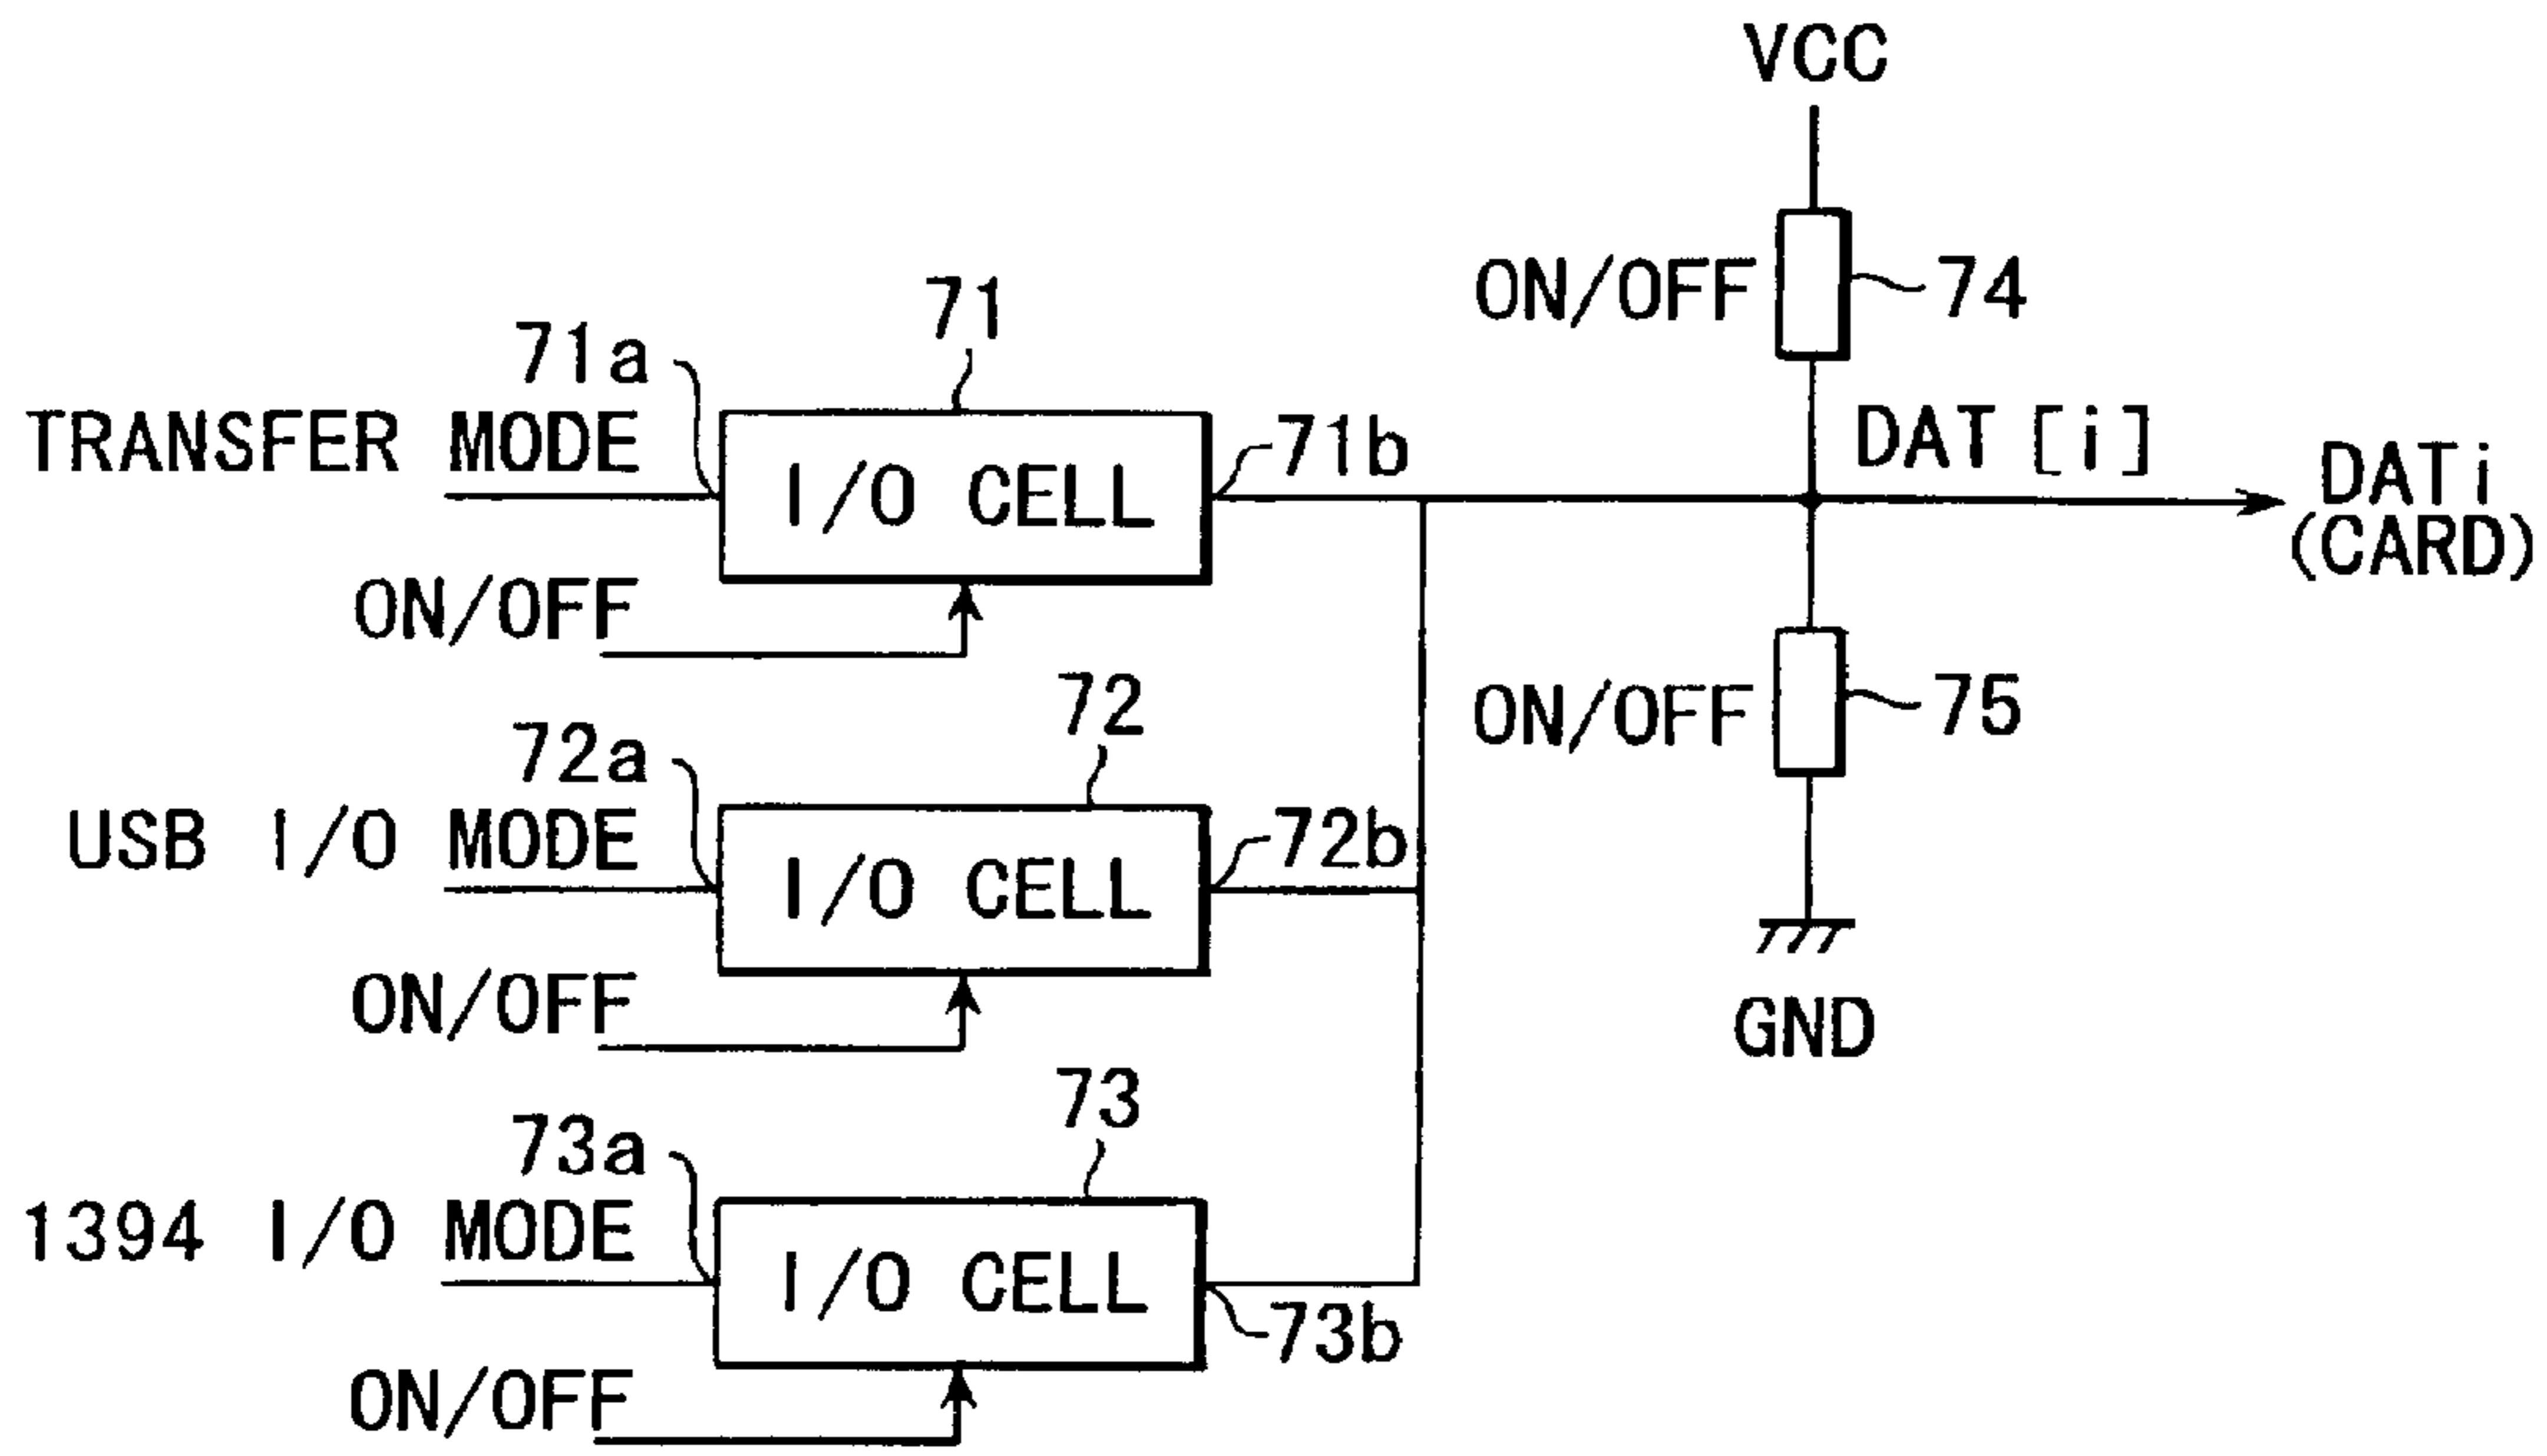 VCC
ON/OFF 74
71
71a
TRANSFER MODE
I/O CELL
71b
DAT [i]
DATi
(CARD)
ON/OFF
72
ON/OFF 75
72a
USB I/O MODE
I/O CELL
72b
ON/OFF
GND
73
73a
1394 I/O MODE
I/O CELL
73b
ON/OFF